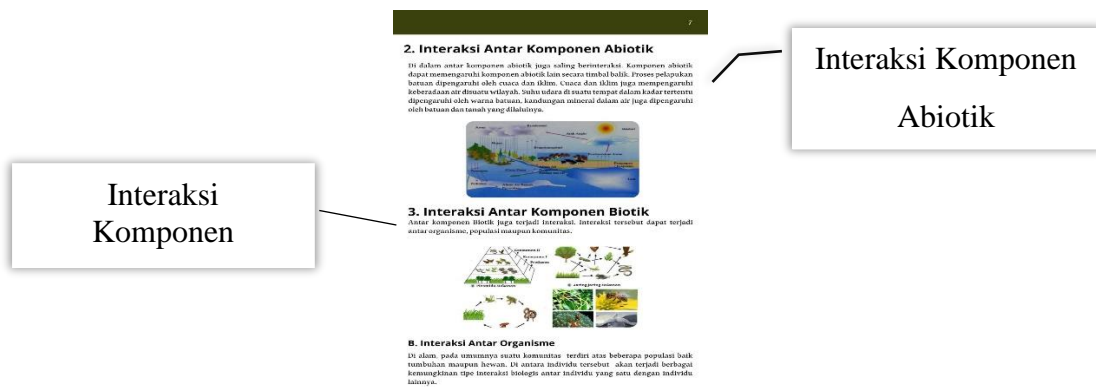 7
2. Interaksi Antar Komponen Abiotik
Di dalam antar komponen abiotik juga saling berinteraksi. Komponen abiotik
dapat memengaruhi komponen abiotik lain secara timbal balik. Proses pelapukan
batuan dipengaruhi oleh cuaca dan iklim. Cuaca dan iklim juga mempengaruhi
keberadaan air disuatu wilayah. Suhu udara di suatu tempat dalam kadar tertentu
dipengaruhi oleh warna batuan, kandungan mineral dalam air juga dipengaruhi
oleh batuan dan tanah yang dilaluinya.
Interaksi Komponen
Abiotik
Interaksi
Komponen
3. Interaksi Antar Komponen Biotik
Antar komponen Biotik juga terjadi Interaksi. Interaksi tersebut dapat terjadi
antar organisme, populasi maupun komunitas.
Konsumen II
Konsumen I
Produsen
B. Interaksi Antar Organisme
Di alam, pada umumnya suatu komunitas terdiri atas beberapa populasi baik
tumbuhan maupun hewan. Di antara individu tersebut akan terjadi berbagai
kemungkinan tipe interaksi biologis antar individu yang satu dengan individu
lainnya.